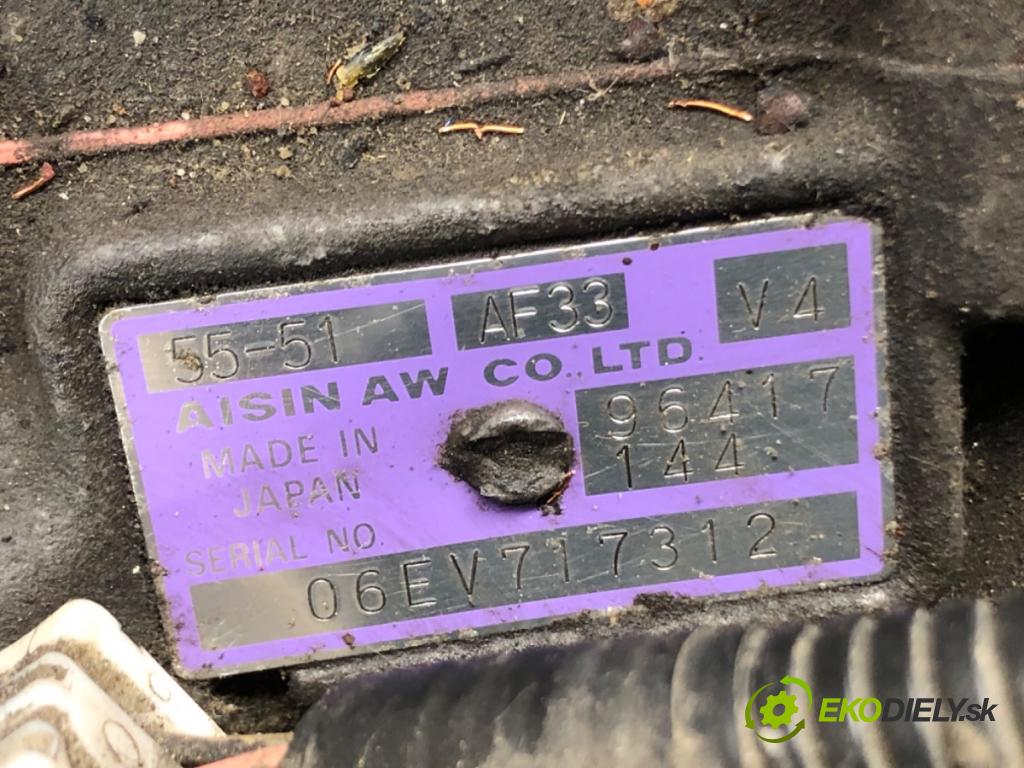 55-51 AF33 V4
AISIN AW CO., LTD.
MADE IN
JAPAN
96417
144
SERIAL NO.
06EV717312
EKODIELY.sk